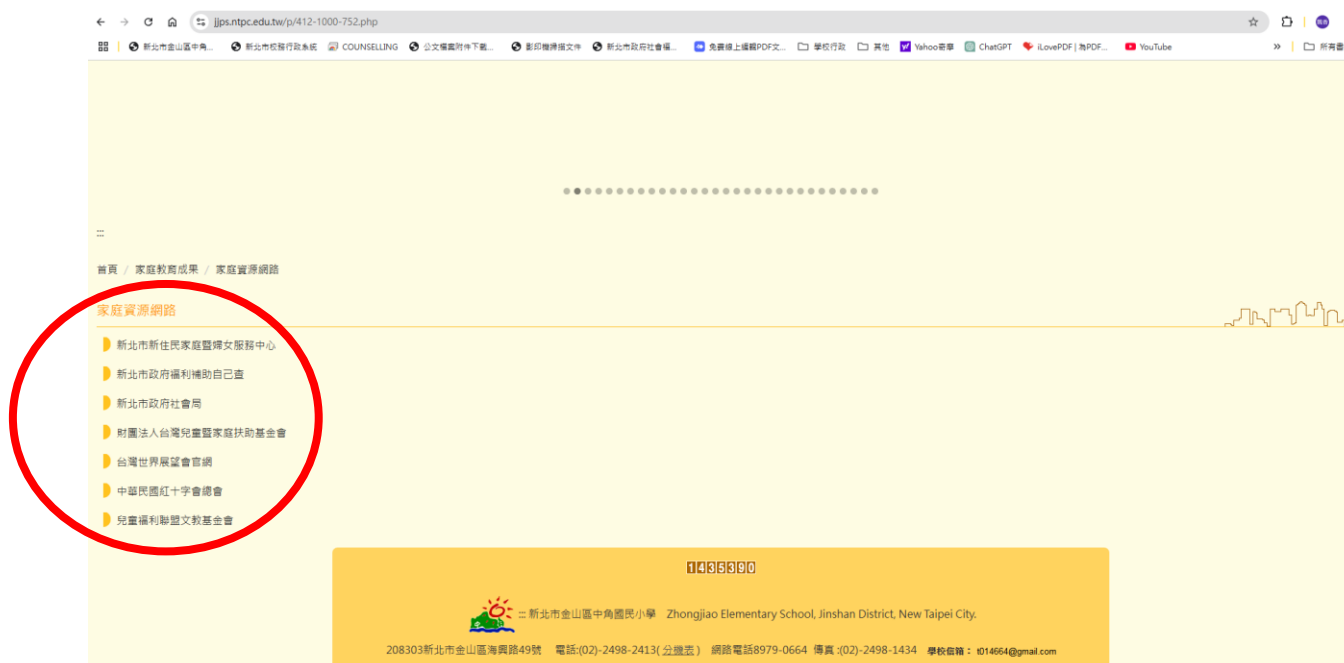 jjps.ntpc.edu.tw/p/412-1000-752.php
新北市金山區中角... 新北市校務行政系統 COUNSELLING 公文檔案附件下載... 影印機掃描文件 新北市政府社會福... 免費線上編輯PDF文... 學校行政 其他 Yahoo奇摩 ChatGPT iLovePDF | 為PDF... YouTube » 所有書
:::
首頁 / 家庭教育成果 / 家庭資源網路
家庭資源網路
新北市新住民家庭暨婦女服務中心
新北市政府福利補助自己查
新北市政府社會局
財團法人台灣兒童暨家庭扶助基金會
台灣世界展望會官網
中華民國紅十字會總會
兒童福利聯盟文教基金會
1435390
::: 新北市金山區中角國民小學 Zhongjiao Elementary School, Jinshan District, New Taipei City.
208303新北市金山區海興路49號 電話:(02)-2498-2413(分機表) 網路電話8979-0664 傳真:(02)-2498-1434 學校信箱： t014664@gmail.com